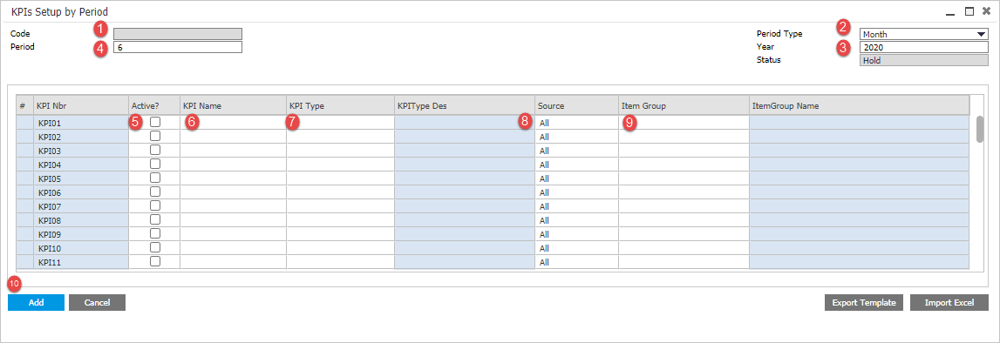 KPIs Setup by Period
Code 1
Period 4 6
Period Type 2 Month
Year 3 2020
Status Hold
# KPI Nbr Active? KPI Name KPI Type KPIType Des Source Item Group ItemGroup Name
KPI01 5 6 7 8 All 9
KPI02 All
KPI03 All
KPI04 All
KPI05 All
KPI06 All
KPI07 All
KPI08 All
KPI09 All
KPI10 All
KPI11 All
10
Add Cancel Export Template Import Excel